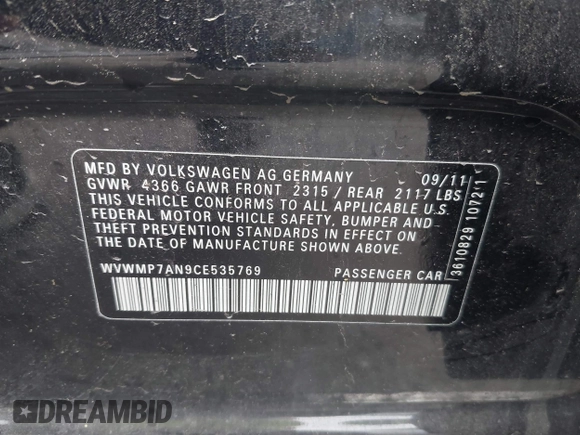 MFD BY VOLKSWAGEN AG GERMANY 09/11
GVWR 4366 GAWR FRONT 2315 / REAR 2117 LBS
THIS VEHICLE CONFORMS TO ALL APPLICABLE U.S.
FEDERAL MOTOR VEHICLE SAFETY, BUMPER AND
THEFT PREVENTION STANDARDS IN EFFECT ON
THE DATE OF MANUFACTURE SHOWN ABOVE.
WVWMP7AN9CE535769 PASSENGER CAR
3610829 10721
DREAMBID